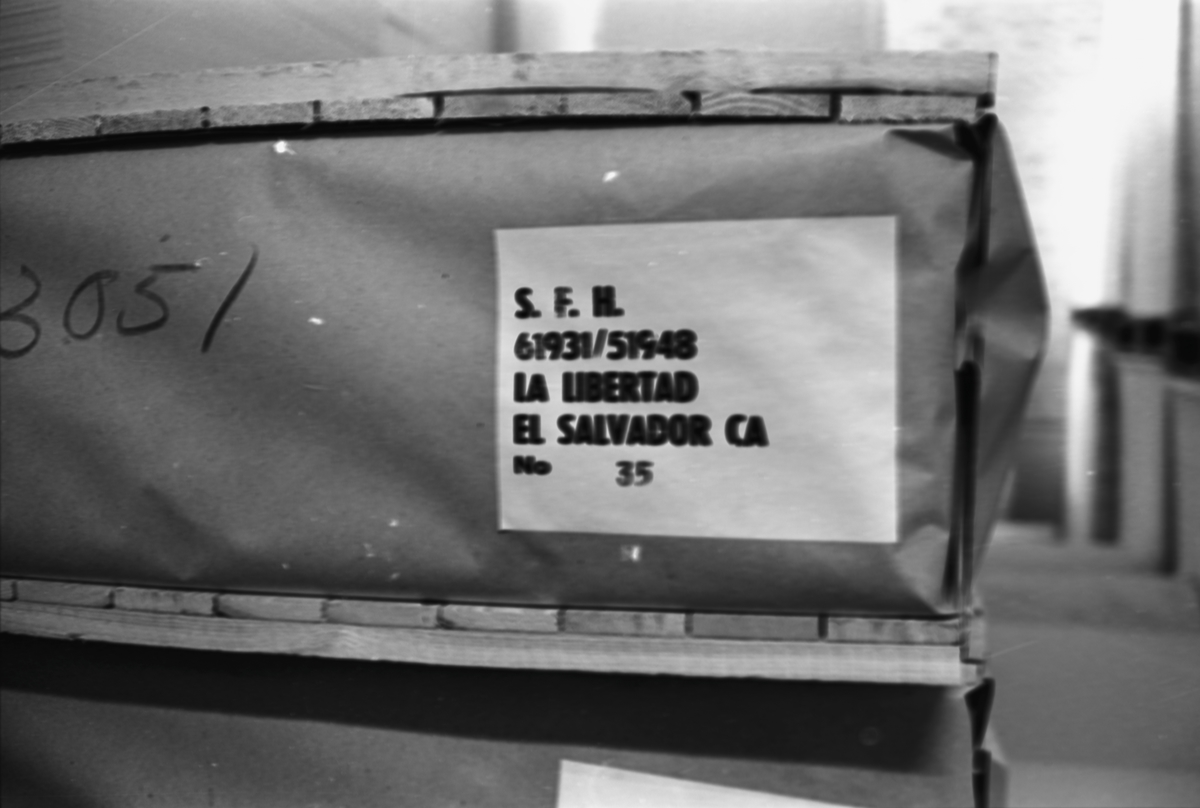 3051
S. F. H.
61931/51948
LA LIBERTAD
EL SALVADOR CA
No 35